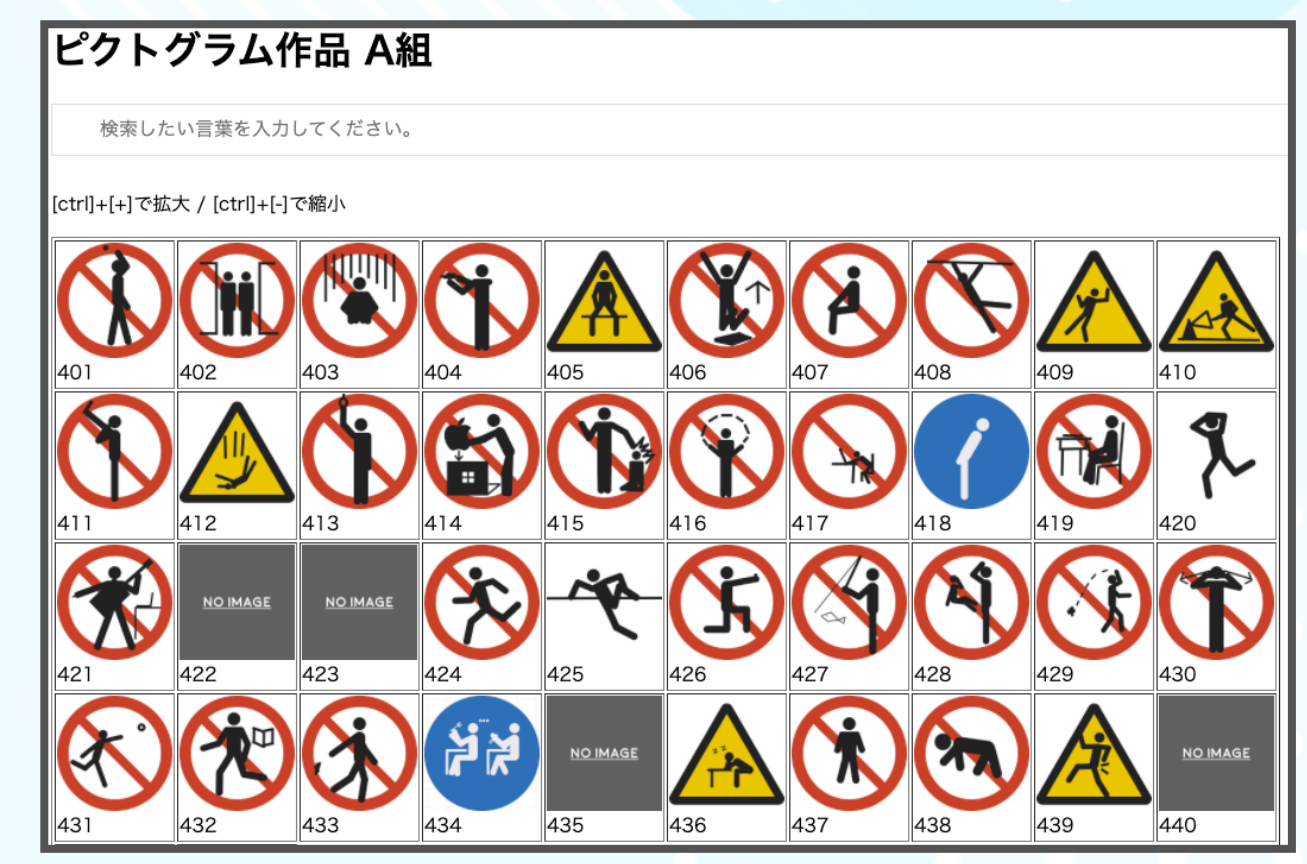 ピクトグラム作品 A組
検索したい言葉を入力してください。
[ctrl]+[+]で拡大 / [ctrl]+[-]で縮小
401 402 403 404 405 406 407 408 409 410
411 412 413 414 415 416 417 418 419 420
NO IMAGE NO IMAGE
421 422 423 424 425 426 427 428 429 430
z z
NO IMAGE NO IMAGE
431 432 433 434 435 436 437 438 439 440